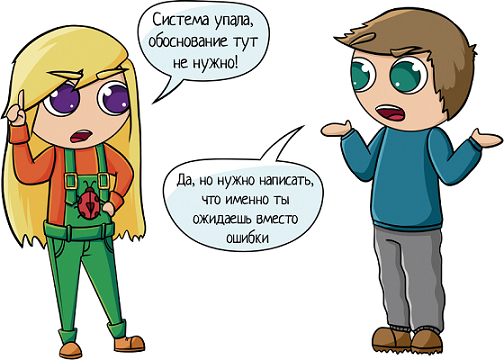 Система упала,
обоснование тут
не нужно!
Да, но нужно написать,
что именно ты
ожидаешь вместо
ошибки